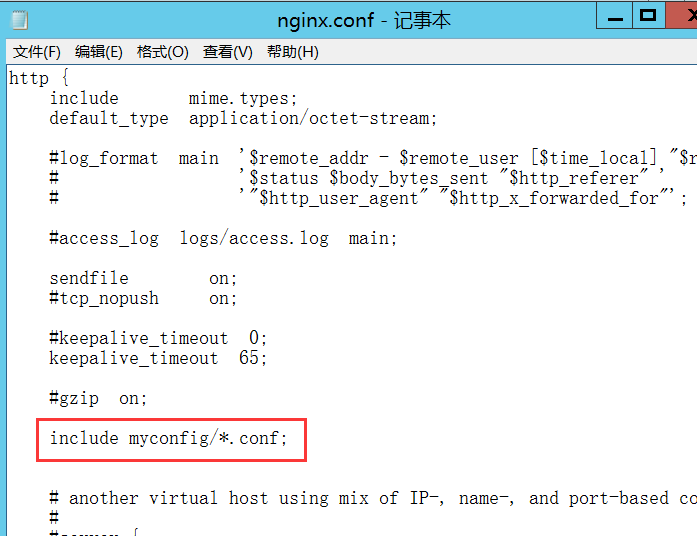 nginx.conf - 记事本
文件(F) 编辑(E) 格式(O) 查看(V) 帮助(H)
http {
    include       mime.types;
    default_type  application/octet-stream;
    #log_format  main  '$remote_addr - $remote_user [$time_local] "$r
    #                  '$status $body_bytes_sent "$http_referer" '
    #                  '"$http_user_agent" "$http_x_forwarded_for"';
    #access_log  logs/access.log  main;
    sendfile        on;
    #tcp_nopush     on;
    #keepalive_timeout  0;
    keepalive_timeout  65;
    #gzip  on;
    include myconfig/*.conf;
    # another virtual host using mix of IP-, name-, and port-based co
    #